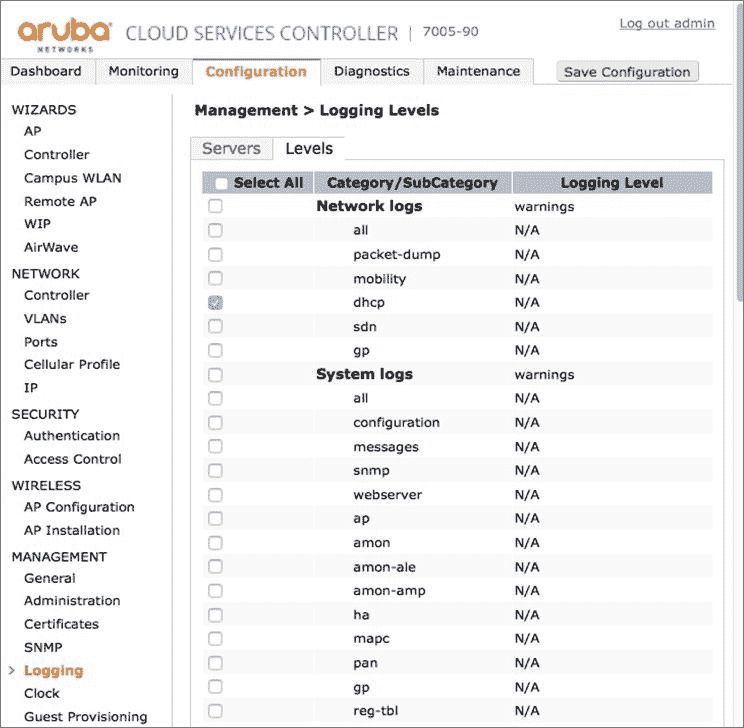 aruba NETWORKS CLOUD SERVICES CONTROLLER | 7005-90 Log out admin
Dashboard Monitoring Configuration Diagnostics Maintenance Save Configuration
WIZARDS
AP
Controller
Campus WLAN
Remote AP
WIP
AirWave
NETWORK
Controller
VLANs
Ports
Cellular Profile
IP
SECURITY
Authentication
Access Control
WIRELESS
AP Configuration
AP Installation
MANAGEMENT
General
Administration
Certificates
SNMP
> Logging
Clock
Guest Provisioning
Management > Logging Levels
Servers Levels
Select All Category/SubCategory Logging Level
Network logs warnings
all N/A
packet-dump N/A
mobility N/A
dhcp N/A
sdn N/A
gp N/A
System logs warnings
all N/A
configuration N/A
messages N/A
snmp N/A
webserver N/A
ap N/A
amon N/A
amon-ale N/A
amon-amp N/A
ha N/A
mapc N/A
pan N/A
gp N/A
reg-tbl N/A